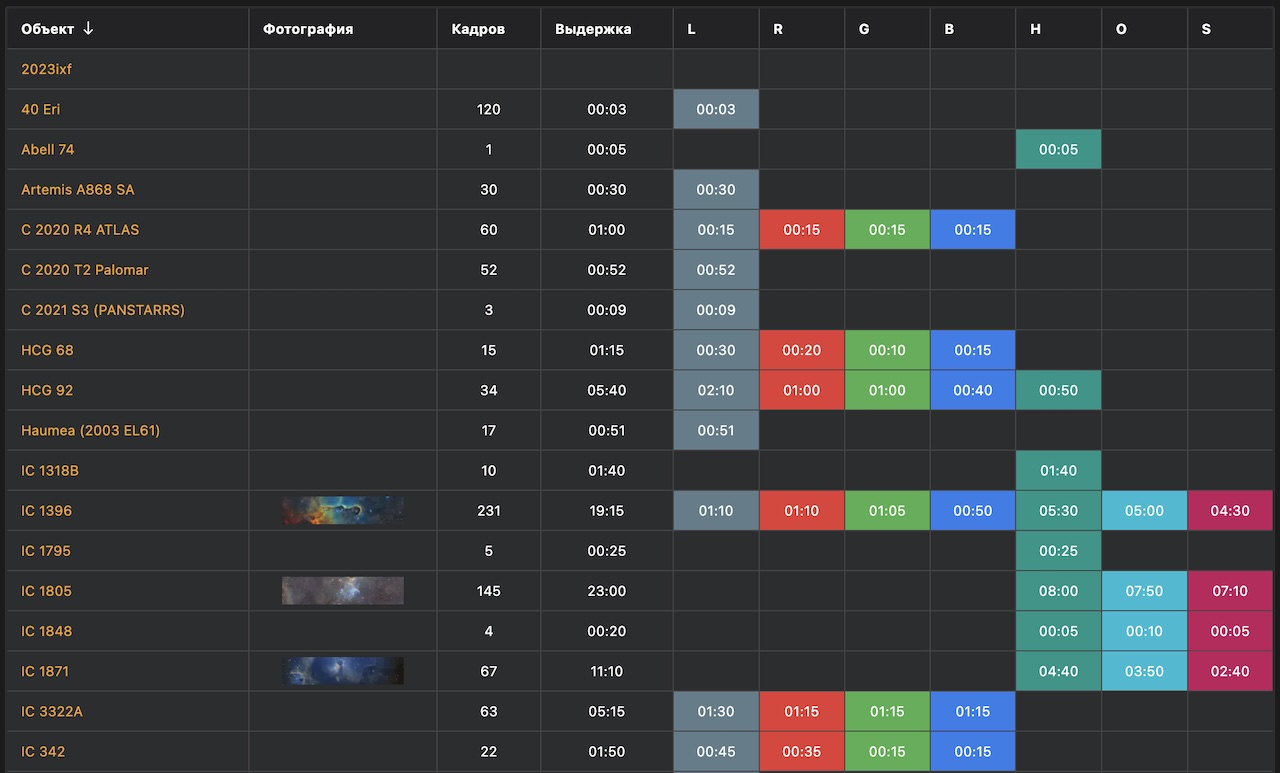 Объект ↓ Фотография Кадров Выдержка L R G B H O S
2023ixf
40 Eri 120 00:03 00:03
Abell 74 1 00:05 00:05
Artemis A868 SA 30 00:30 00:30
C 2020 R4 ATLAS 60 01:00 00:15 00:15 00:15 00:15
C 2020 T2 Palomar 52 00:52 00:52
C 2021 S3 (PANSTARRS) 3 00:09 00:09
HCG 68 15 01:15 00:30 00:20 00:10 00:15
HCG 92 34 05:40 02:10 01:00 01:00 00:40 00:50
Haumea (2003 EL61) 17 00:51 00:51
IC 1318B 10 01:40 01:40
IC 1396 231 19:15 01:10 01:10 01:05 00:50 05:30 05:00 04:30
IC 1795 5 00:25 00:25
IC 1805 145 23:00 08:00 07:50 07:10
IC 1848 4 00:20 00:05 00:10 00:05
IC 1871 67 11:10 04:40 03:50 02:40
IC 3322A 63 05:15 01:30 01:15 01:15 01:15
IC 342 22 01:50 00:45 00:35 00:15 00:15